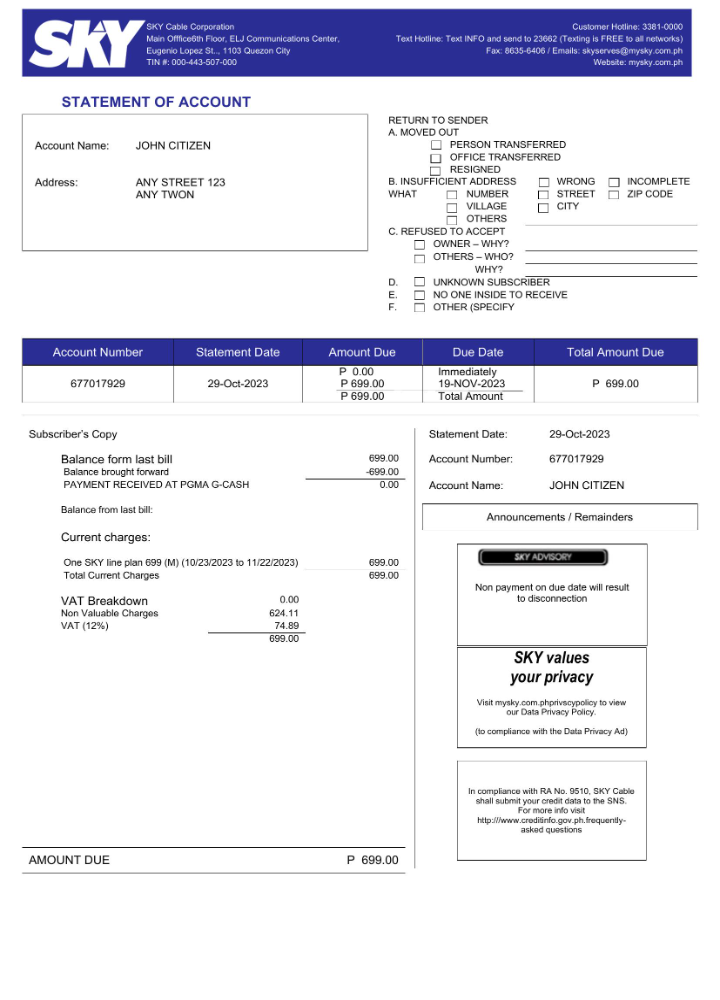 SKY
SKY Cable Corporation
Main Offfice6th Floor, ELJ Communications Center,
Eugenio Lopez St.., 1103 Quezon City
TIN #: 000-443-507-000
Customer Hotline: 3381-0000
Text Hotline: Text INFO and send to 23662 (Texting is FREE to all networks)
Fax: 8635-6406 / Emails: skyserves@mysky.com.ph
Website: mysky.com.ph
STATEMENT OF ACCOUNT
Account Name: JOHN CITIZEN
Address: ANY STREET 123
ANY TWON
RETURN TO SENDER
A. MOVED OUT
PERSON TRANSFERRED
OFFICE TRANSFERRED
RESIGNED
B. INSUFFICIENT ADDRESS WRONG INCOMPLETE
WHAT NUMBER STREET ZIP CODE
VILLAGE CITY
OTHERS
C. REFUSED TO ACCEPT
OWNER – WHY?
OTHERS – WHO?
WHY?
D. UNKNOWN SUBSCRIBER
E. NO ONE INSIDE TO RECEIVE
F. OTHER (SPECIFY
Account Number Statement Date Amount Due Due Date Total Amount Due
P 0.00 Immediately
677017929 29-Oct-2023 P 699.00 19-NOV-2023 P 699.00
P 699.00 Total Amount
Subscriber's Copy
Balance form last bill 699.00
Balance brought forward -699.00
PAYMENT RECEIVED AT PGMA G-CASH 0.00
Balance from last bill:
Current charges:
One SKY line plan 699 (M) (10/23/2023 to 11/22/2023) 699.00
Total Current Charges 699.00
VAT Breakdown 0.00
Non Valuable Charges 624.11
VAT (12%) 74.89
699.00
AMOUNT DUE P 699.00
Statement Date: 29-Oct-2023
Account Number: 677017929
Account Name: JOHN CITIZEN
Announcements / Remainders
SKY ADVISORY
Non payment on due date will result
to disconnection
SKY values
your privacy
Visit mysky.com.phprivscypolicy to view
our Data Privacy Policy.
(to compliance with the Data Privacy Ad)
In compliance with RA No. 9510, SKY Cable
shall submit your credit data to the SNS.
For more info visit
http:///www.creditinfo.gov.ph.frequently-
asked questions